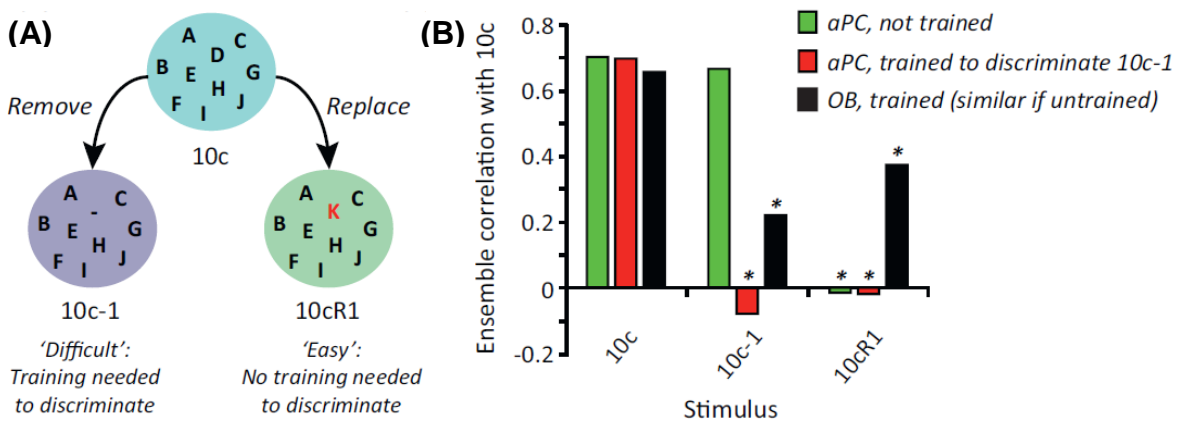 (A)
A
C
D
B
E
G
H
F
J
I
Remove
Replace
10c
A
C
-
B
E
G
H
F
J
I
10c-1
'Difficult':
Training needed
to discriminate
A
K
C
B
E
G
H
F
J
I
10cR1
'Easy':
No training needed
to discriminate
(B)
Ensemble correlation with 10c
0.8
0.6
0.4
0.2
0
-0.2
aPC, not trained
aPC, trained to discriminate 10c-1
OB, trained (similar if untrained)
*
*
* *
*
10c
10c-1
10cR1
Stimulus